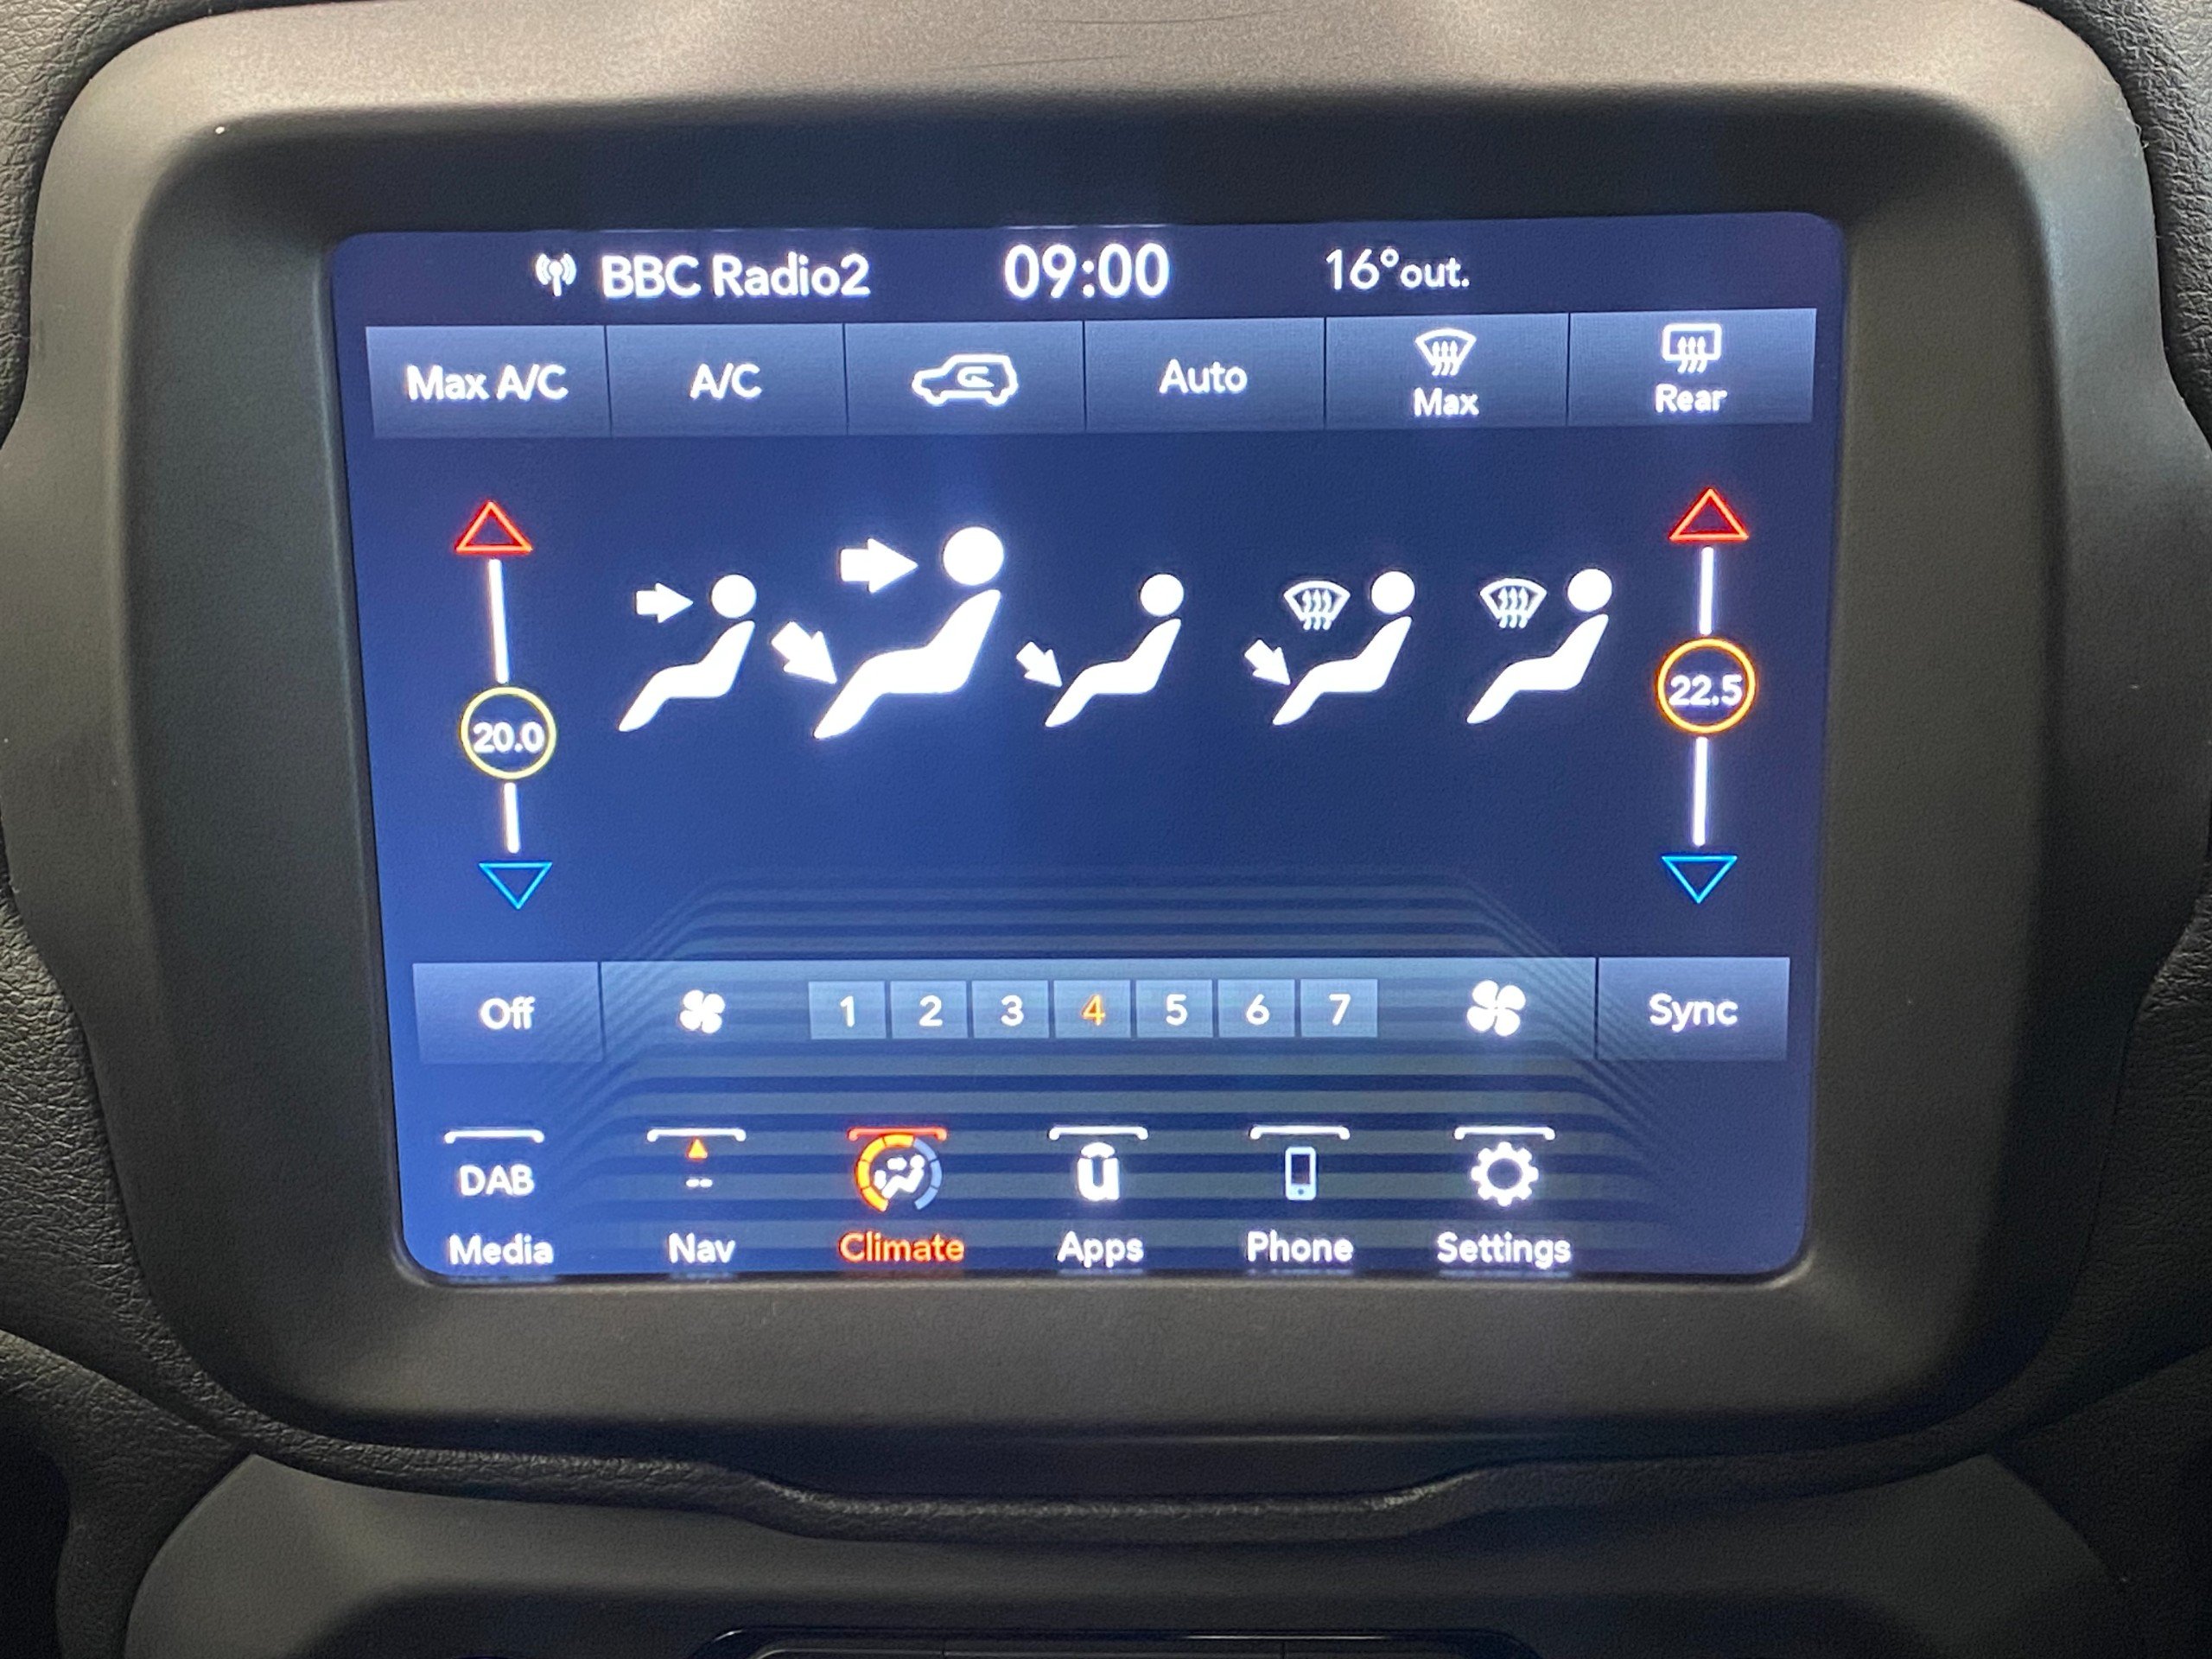 BBC Radio2 09:00 16°out.
Max A/C A/C Auto Max Rear
20.0 22.5
Off 1 2 3 4 5 6 7 Sync
DAB -- u
Media Nav Climate Apps Phone Settings